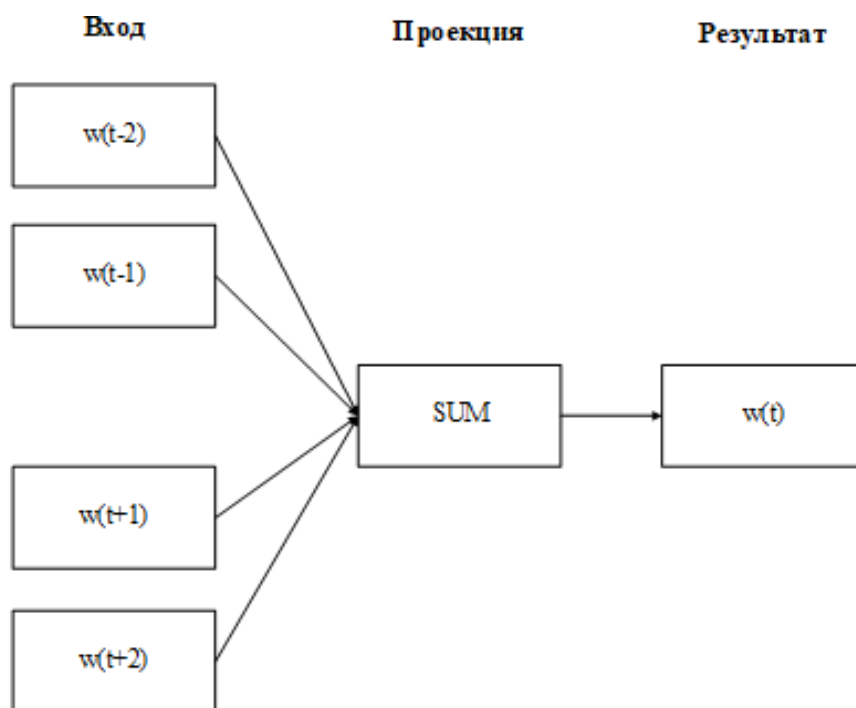 Вход Проекция Результат
w(t-2)
w(t-1)
SUM w(t)
w(t+1)
w(t+2)